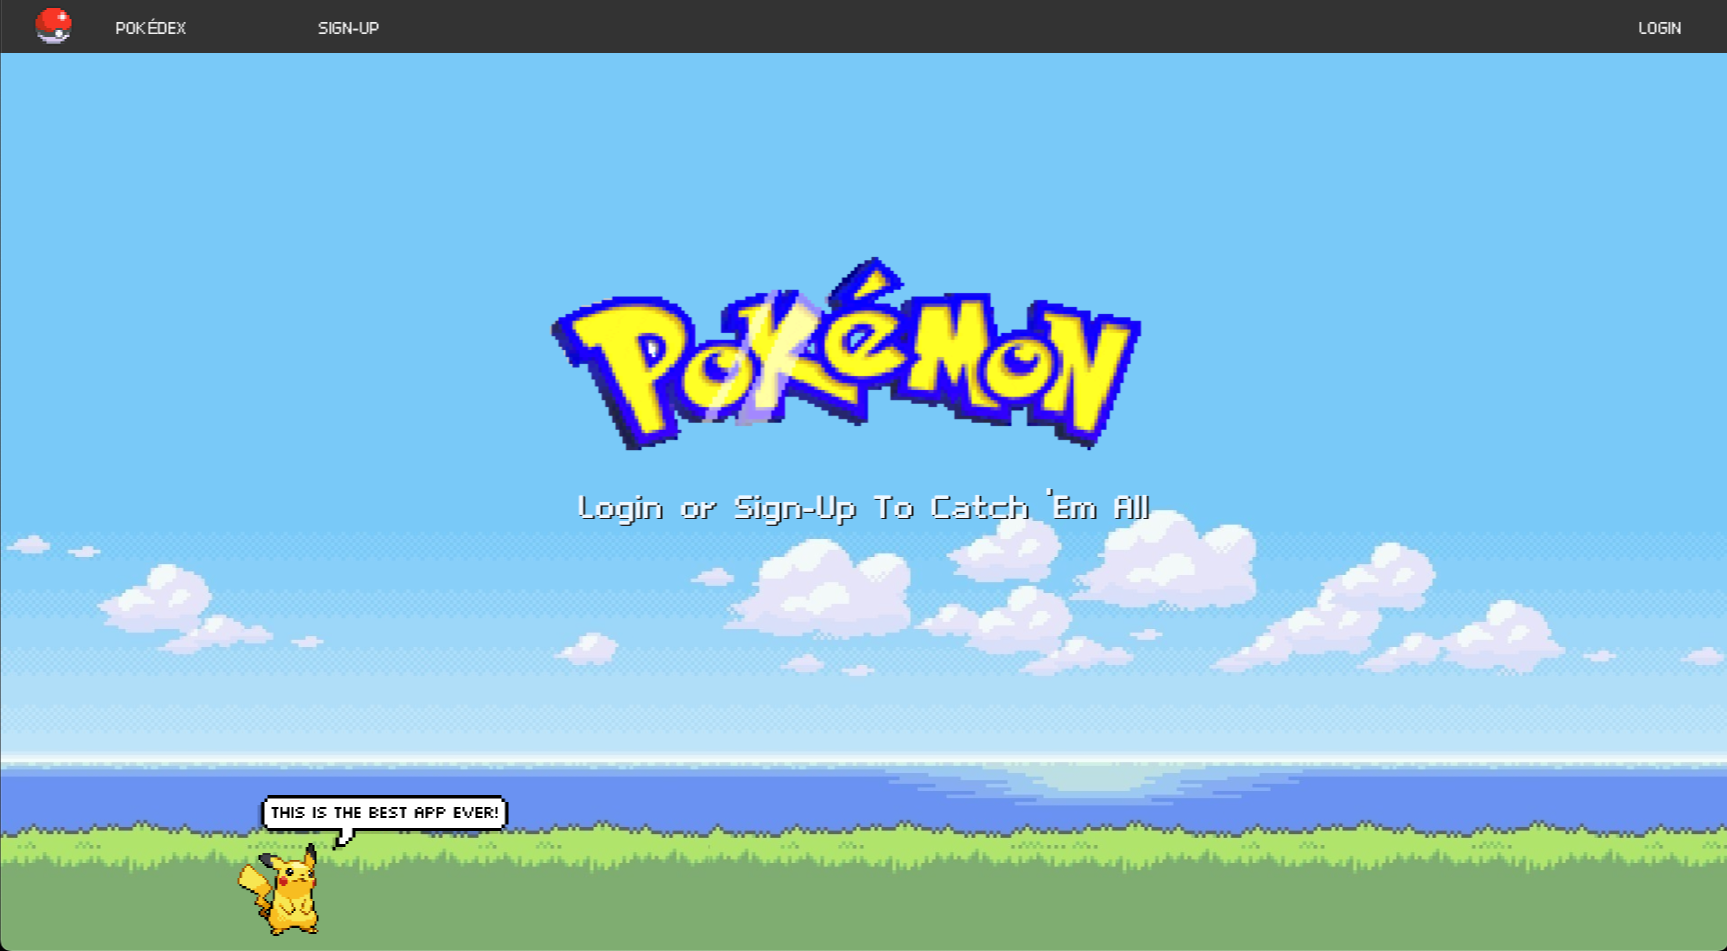 POKÉDEX
SIGN-UP
LOGIN
POKéMON
Login or Sign-Up To Catch 'Em All
THIS IS THE BEST APP EVER!